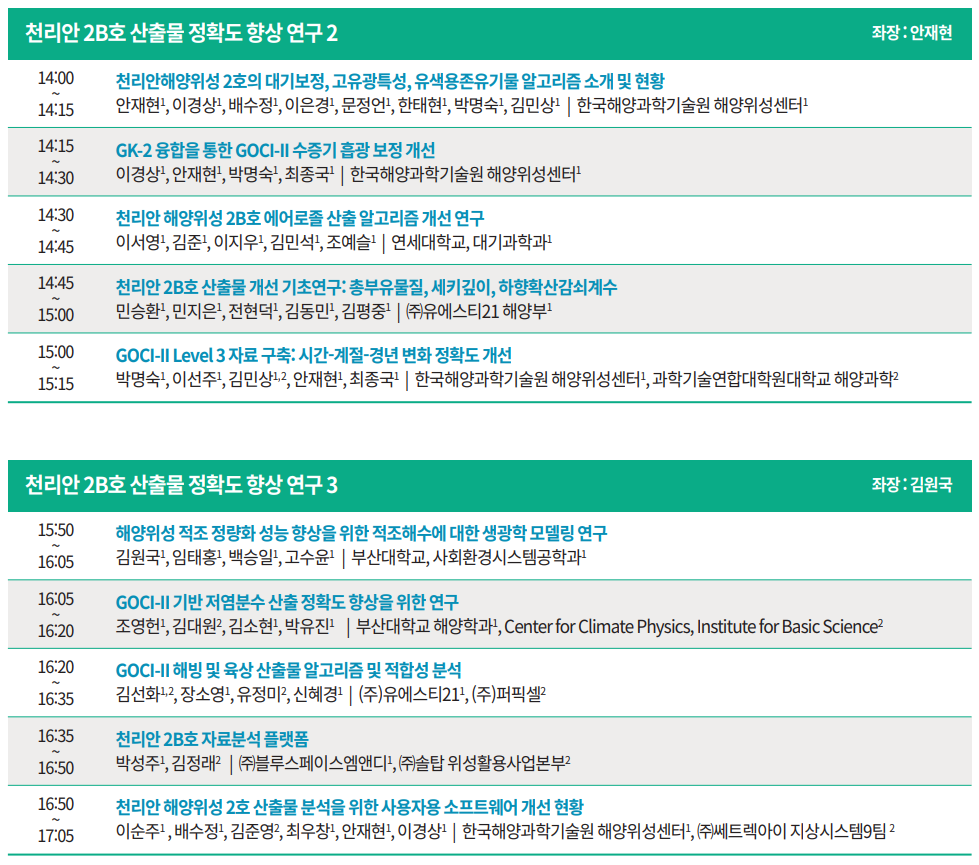 천리안 2B호 산출물 정확도 향상 연구 2 좌장 : 안재현
14:00 ~ 14:15
천리안해양위성 2호의 대기보정, 고유광특성, 유색용존유기물 알고리즘 소개 및 현황
안재현¹, 이경상¹, 배수정¹, 이은경¹, 문정언¹, 한태현¹, 박명숙¹, 김민상¹ | 한국해양과학기술원 해양위성센터¹
14:15 ~ 14:30
GK-2 융합을 통한 GOCI-II 수증기 흡광 보정 개선
이경상¹, 안재현¹, 박명숙¹, 최종국¹ | 한국해양과학기술원 해양위성센터¹
14:30 ~ 14:45
천리안 해양위성 2B호 에어로졸 산출 알고리즘 개선 연구
이서영¹, 김준¹, 이지우¹, 김민석¹, 조예슬¹ | 연세대학교, 대기과학과¹
14:45 ~ 15:00
천리안 2B호 산출물 개선 기초연구: 총부유물질, 세키깊이, 하향확산감쇠계수
민승환¹, 민지은¹, 전현덕¹, 김동민¹, 김평중¹ | ㈜유에스티21 해양부¹
15:00 ~ 15:15
GOCI-II Level 3 자료 구축: 시간-계절-경년 변화 정확도 개선
박명숙¹, 이선주¹, 김민상¹,², 안재현¹, 최종국¹ | 한국해양과학기술원 해양위성센터¹, 과학기술연합대학원대학교 해양과학²
천리안 2B호 산출물 정확도 향상 연구 3 좌장 : 김원국
15:50 ~ 16:05
해양위성 적조 정량화 성능 향상을 위한 적조해수에 대한 생광학 모델링 연구
김원국¹, 임태홍¹, 백승일¹, 고수윤¹ | 부산대학교, 사회환경시스템공학과¹
16:05 ~ 16:20
GOCI-II 기반 저염분수 산출 정확도 향상을 위한 연구
조영헌¹, 김대원², 김소현¹, 박유진¹ | 부산대학교 해양학과¹, Center for Climate Physics, Institute for Basic Science²
16:20 ~ 16:35
GOCI-II 해빙 및 육상 산출물 알고리즘 및 적합성 분석
김선화¹,², 장소영¹, 유정미², 신혜경¹ | (주)유에스티21¹, (주)퍼픽셀²
16:35 ~ 16:50
천리안 2B호 자료분석 플랫폼
박성주¹, 김정래² | ㈜블루스페이스엠앤디¹, ㈜솔탑 위성활용사업본부²
16:50 ~ 17:05
천리안 해양위성 2호 산출물 분석을 위한 사용자용 소프트웨어 개선 현황
이순주¹ , 배수정¹, 김준영², 최우창¹, 안재현¹, 이경상¹ | 한국해양과학기술원 해양위성센터¹, ㈜쎄트렉아이 지상시스템9팀 ²